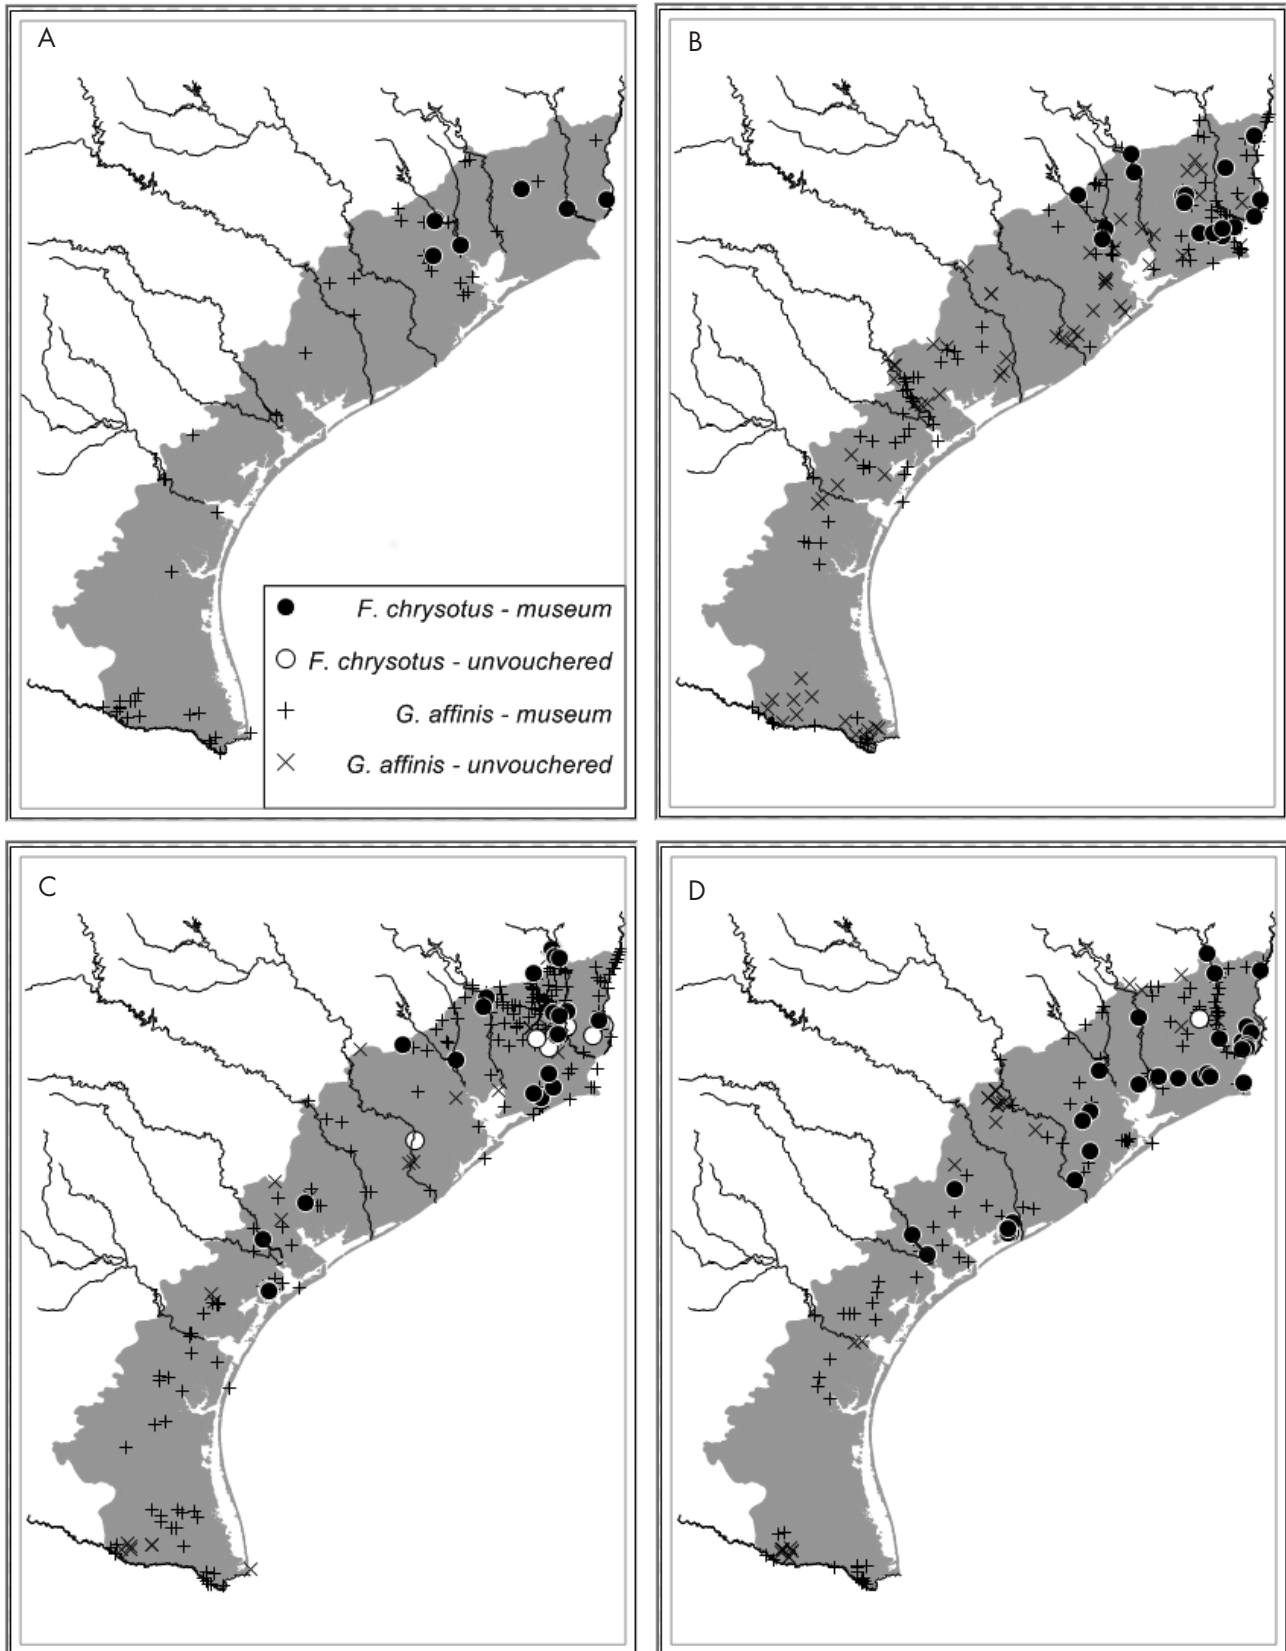 A
B
F. chrysotus - museum
F. chrysotus - unvouchered
G. affinis - museum
G. affinis - unvouchered
C
D